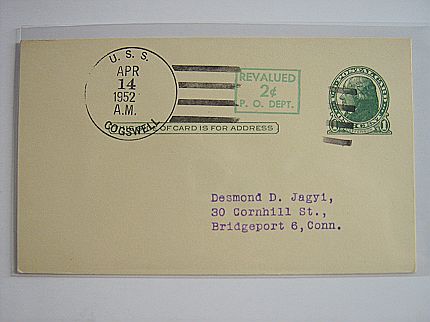 U. S. S.
APR
14
1952
A.M.
COGSWELL
REVALUED
2¢
P. O. DEPT.
OF CARD IS FOR ADDRESS
Desmond D. Jagyi,
30 Cornhill St.,
Bridgeport 6,Conn.